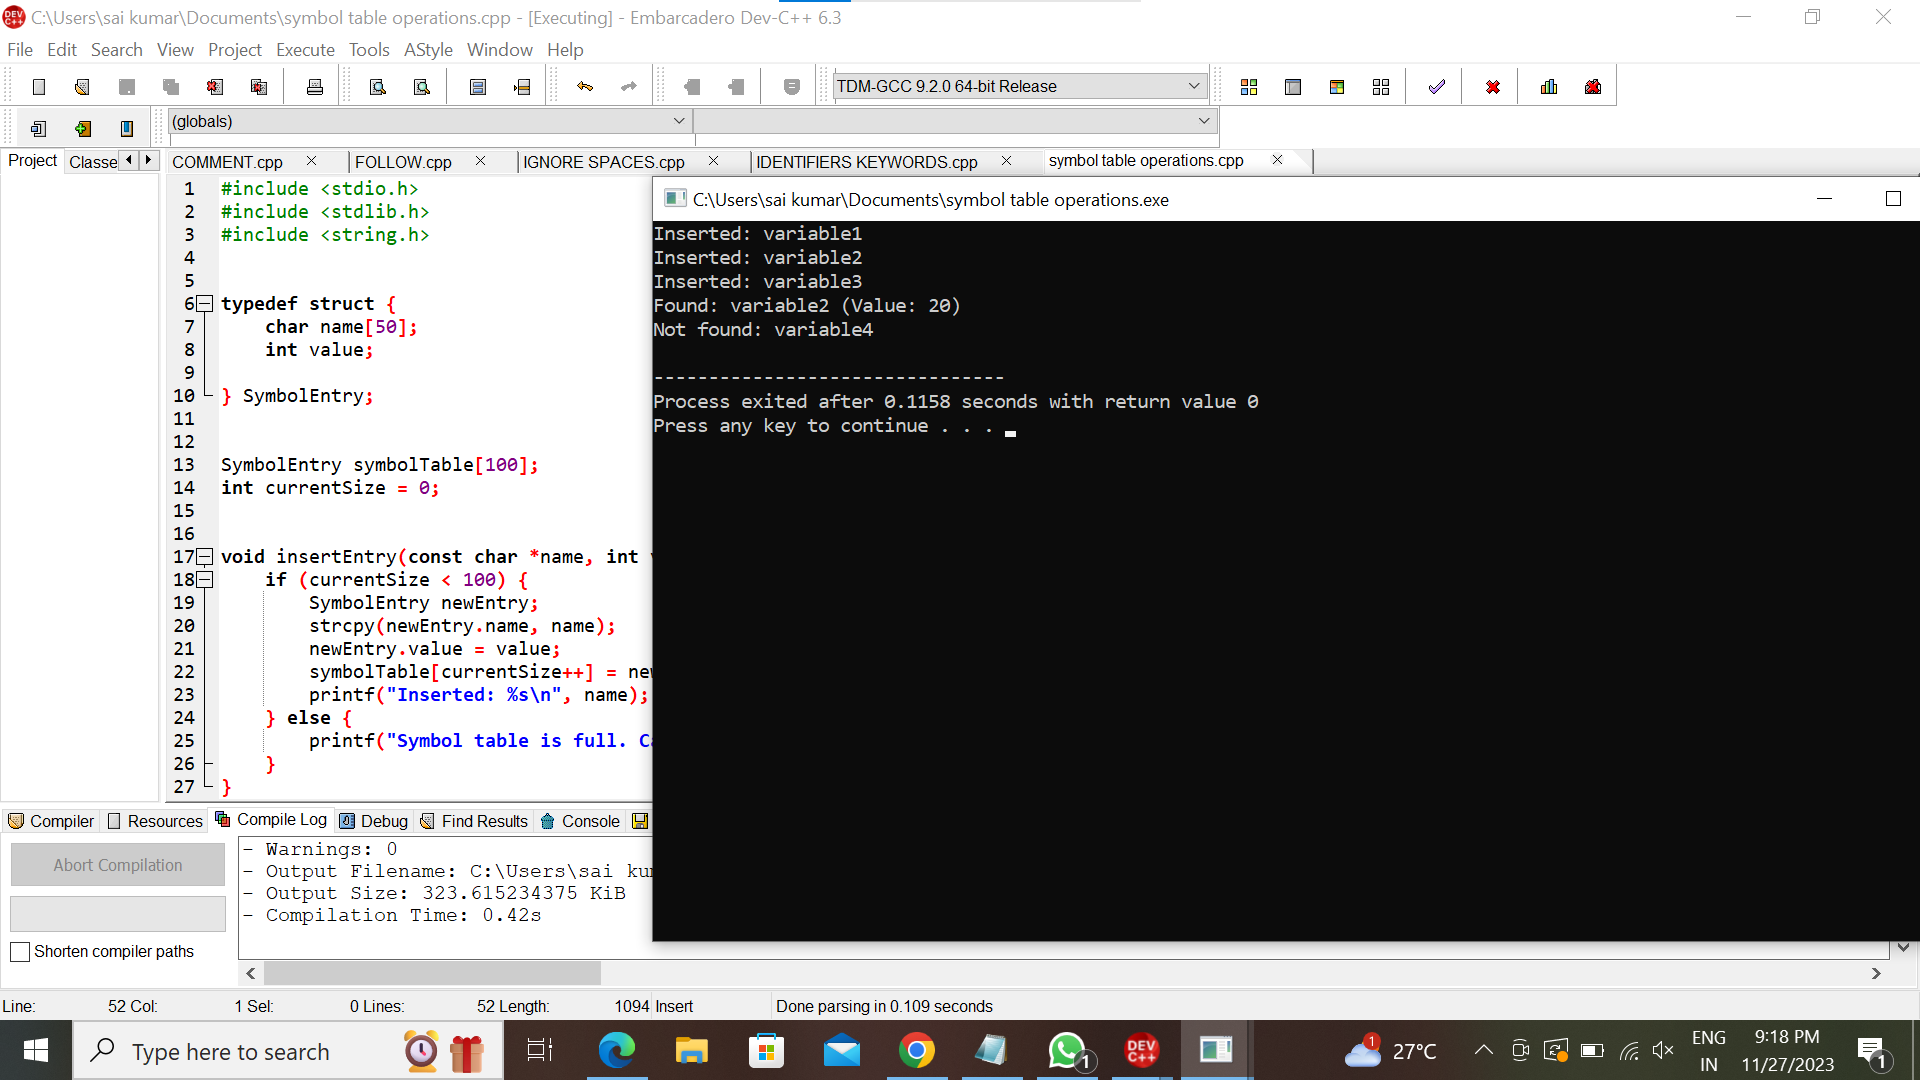 C:\Users\sai kumar\Documents\symbol table operations.cpp - [Executing] - Embarcadero Dev-C++ 6.3
File Edit Search View Project Execute Tools AStyle Window Help
TDM-GCC 9.2.0 64-bit Release
(globals)
Project Classe
COMMENT.cpp FOLLOW.cpp IGNORE SPACES.cpp IDENTIFIERS KEYWORDS.cpp symbol table operations.cpp
1 #include <stdio.h>
2 #include <stdlib.h>
3 #include <string.h>
4
5
6 typedef struct {
7 char name[50];
8 int value;
9
10 } SymbolEntry;
11
12
13 SymbolEntry symbolTable[100];
14 int currentSize = 0;
15
16
17 void insertEntry(const char *name, int
18 if (currentSize < 100) {
19 SymbolEntry newEntry;
20 strcpy(newEntry.name, name);
21 newEntry.value = value;
22 symbolTable[currentSize++] = new
23 printf("Inserted: %s\n", name);
24 } else {
25 printf("Symbol table is full. C
26 }
27 }
C:\Users\sai kumar\Documents\symbol table operations.exe
Inserted: variable1
Inserted: variable2
Inserted: variable3
Found: variable2 (Value: 20)
Not found: variable4
--------------------------------
Process exited after 0.1158 seconds with return value 0
Press any key to continue . . .
Compiler Resources Compile Log Debug Find Results Console
Abort Compilation
Shorten compiler paths
- Warnings: 0
- Output Filename: C:\Users\sai ku
- Output Size: 323.615234375 KiB
- Compilation Time: 0.42s
Line: 52 Col: 1 Sel: 0 Lines: 52 Length: 1094 Insert Done parsing in 0.109 seconds
Type here to search
DEV C++
1
27°C
ENG
IN
9:18 PM
11/27/2023
1